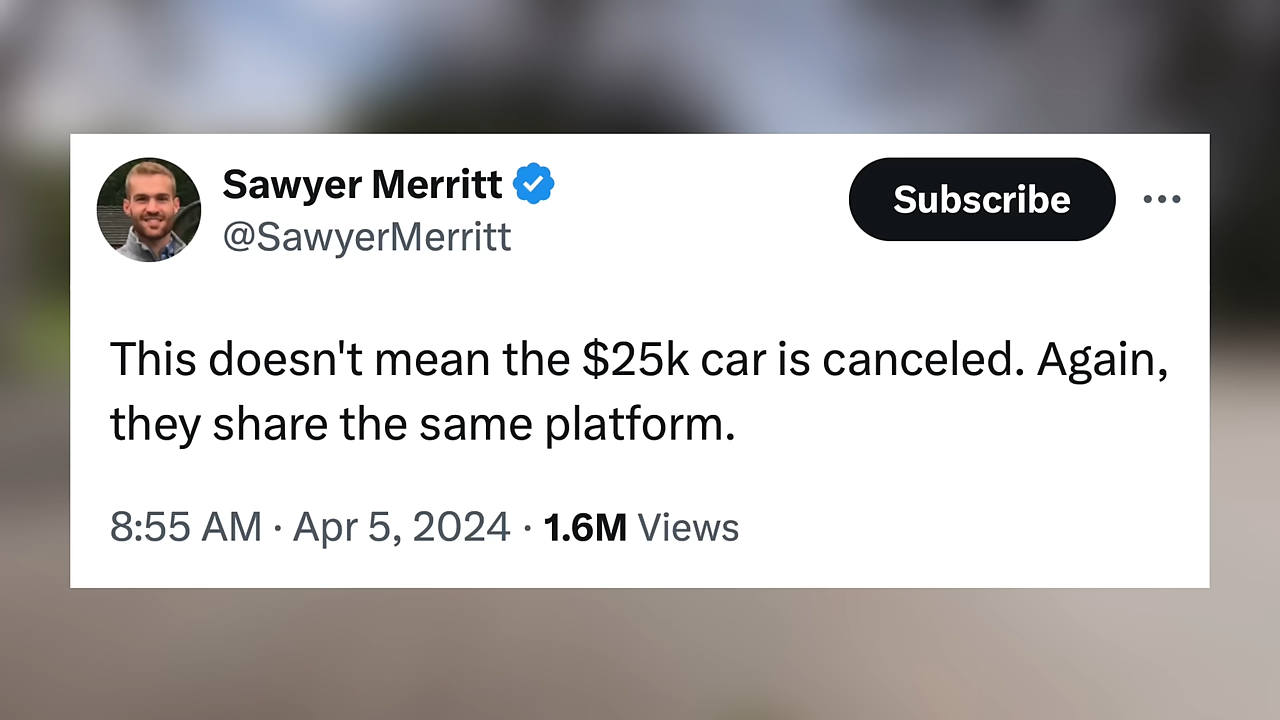 Sawyer Merritt
@SawyerMerritt
Subscribe
This doesn't mean the $25k car is canceled. Again,
they share the same platform.
8:55 AM · Apr 5, 2024 · 1.6M Views